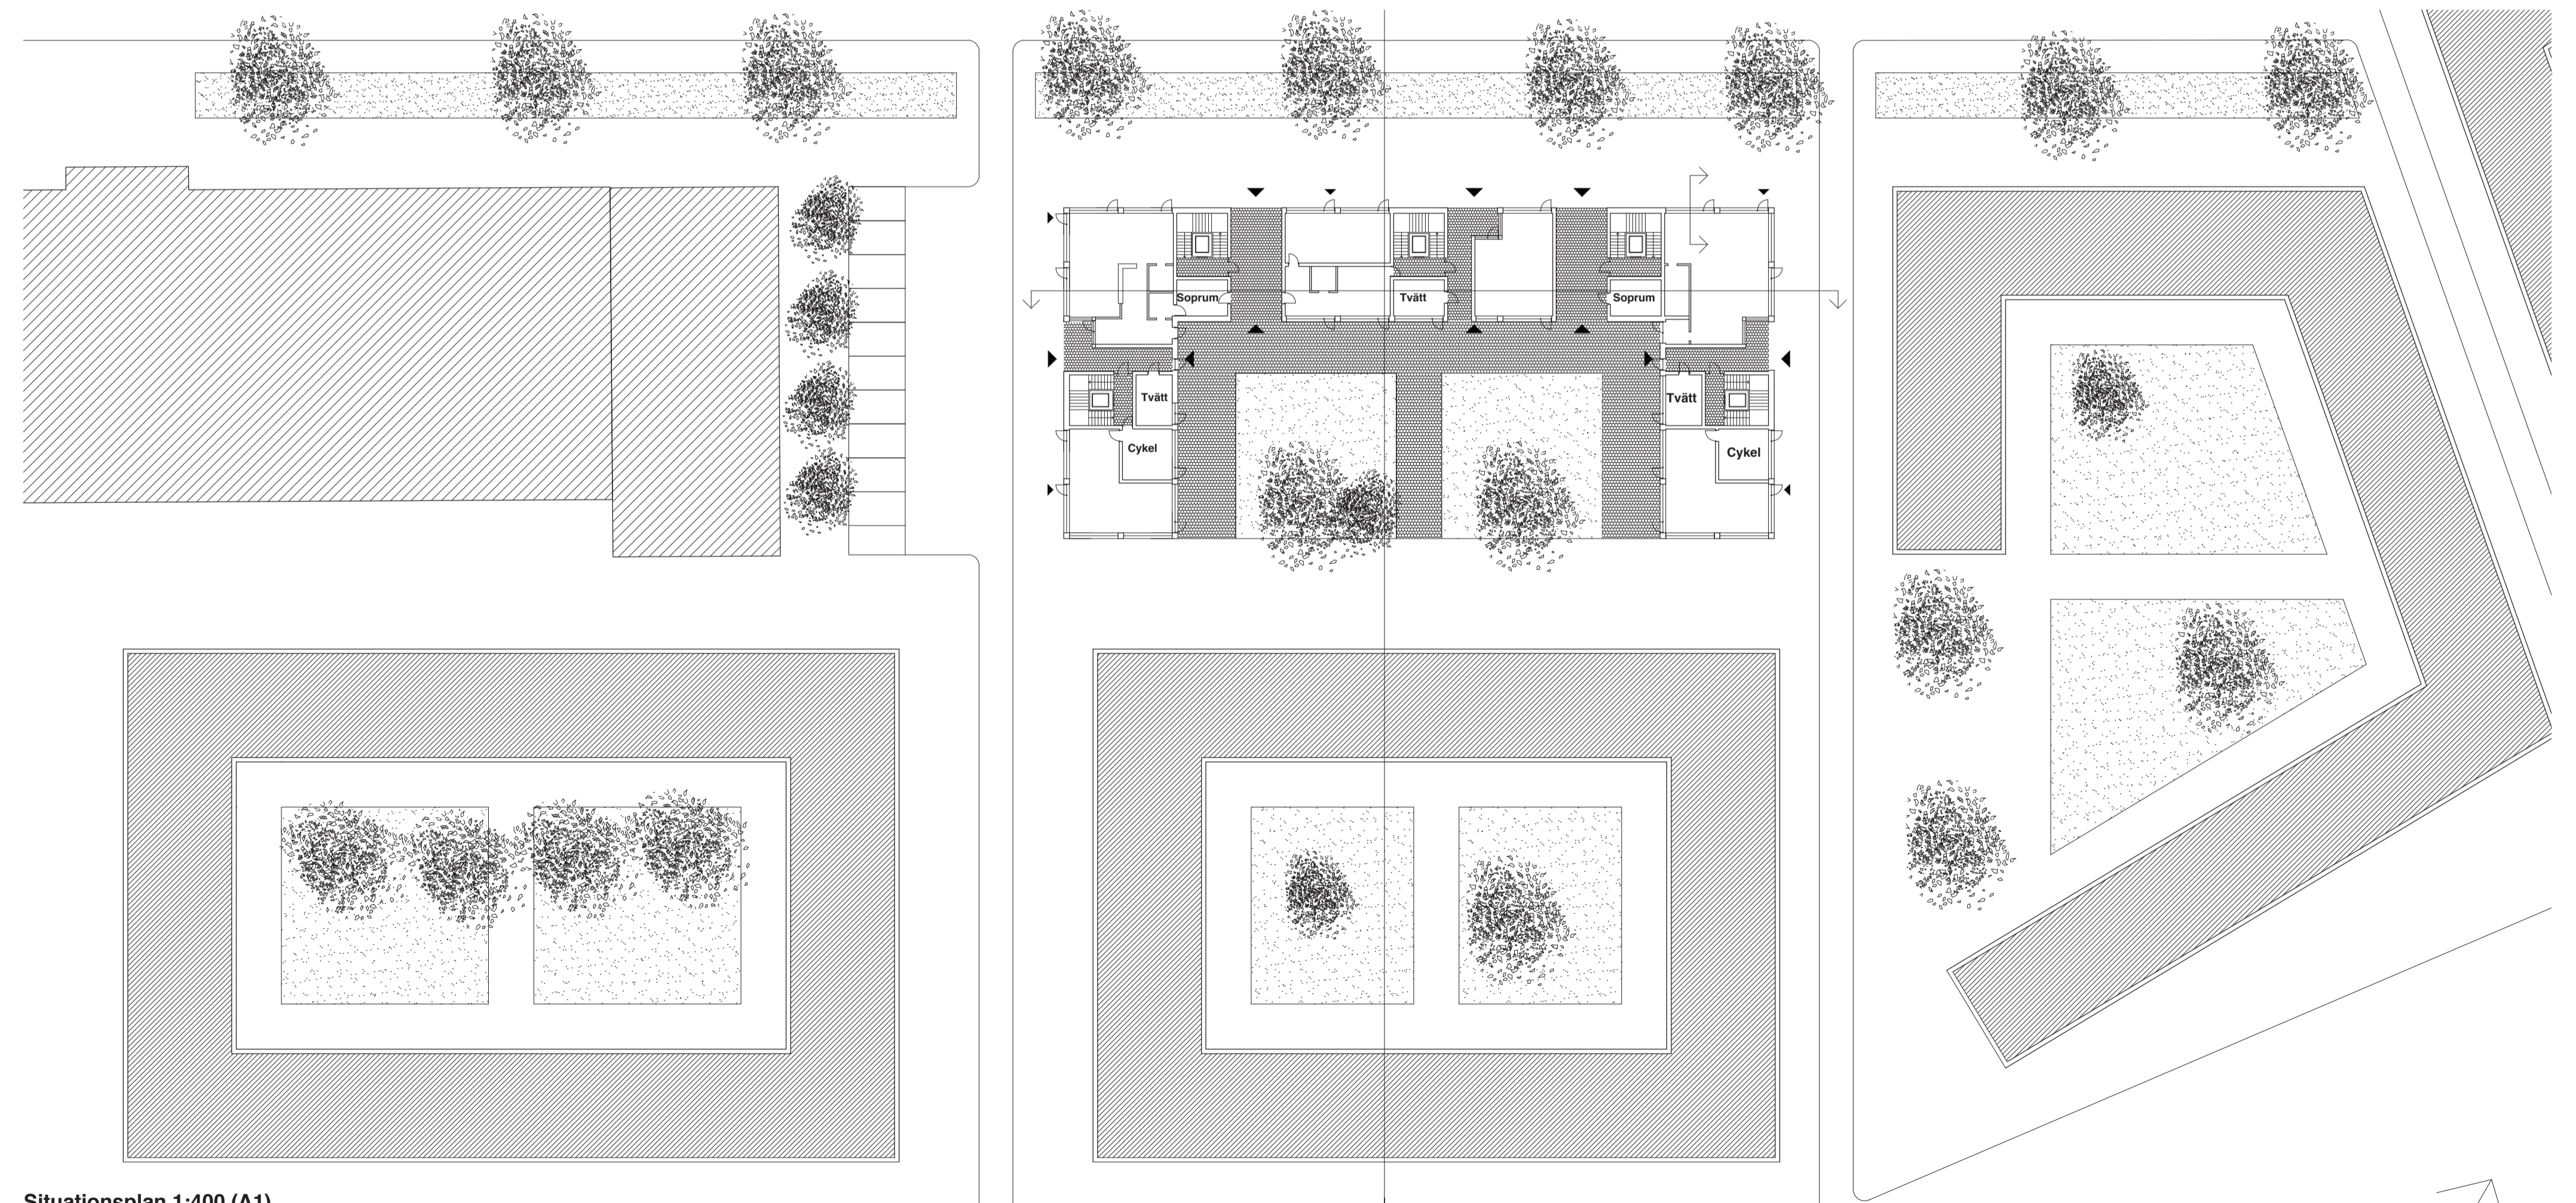 Soprum
Tvätt
Soprum
Tvätt
Tvätt
Cykel
Cykel
Situationsplan 1:400 (A1)